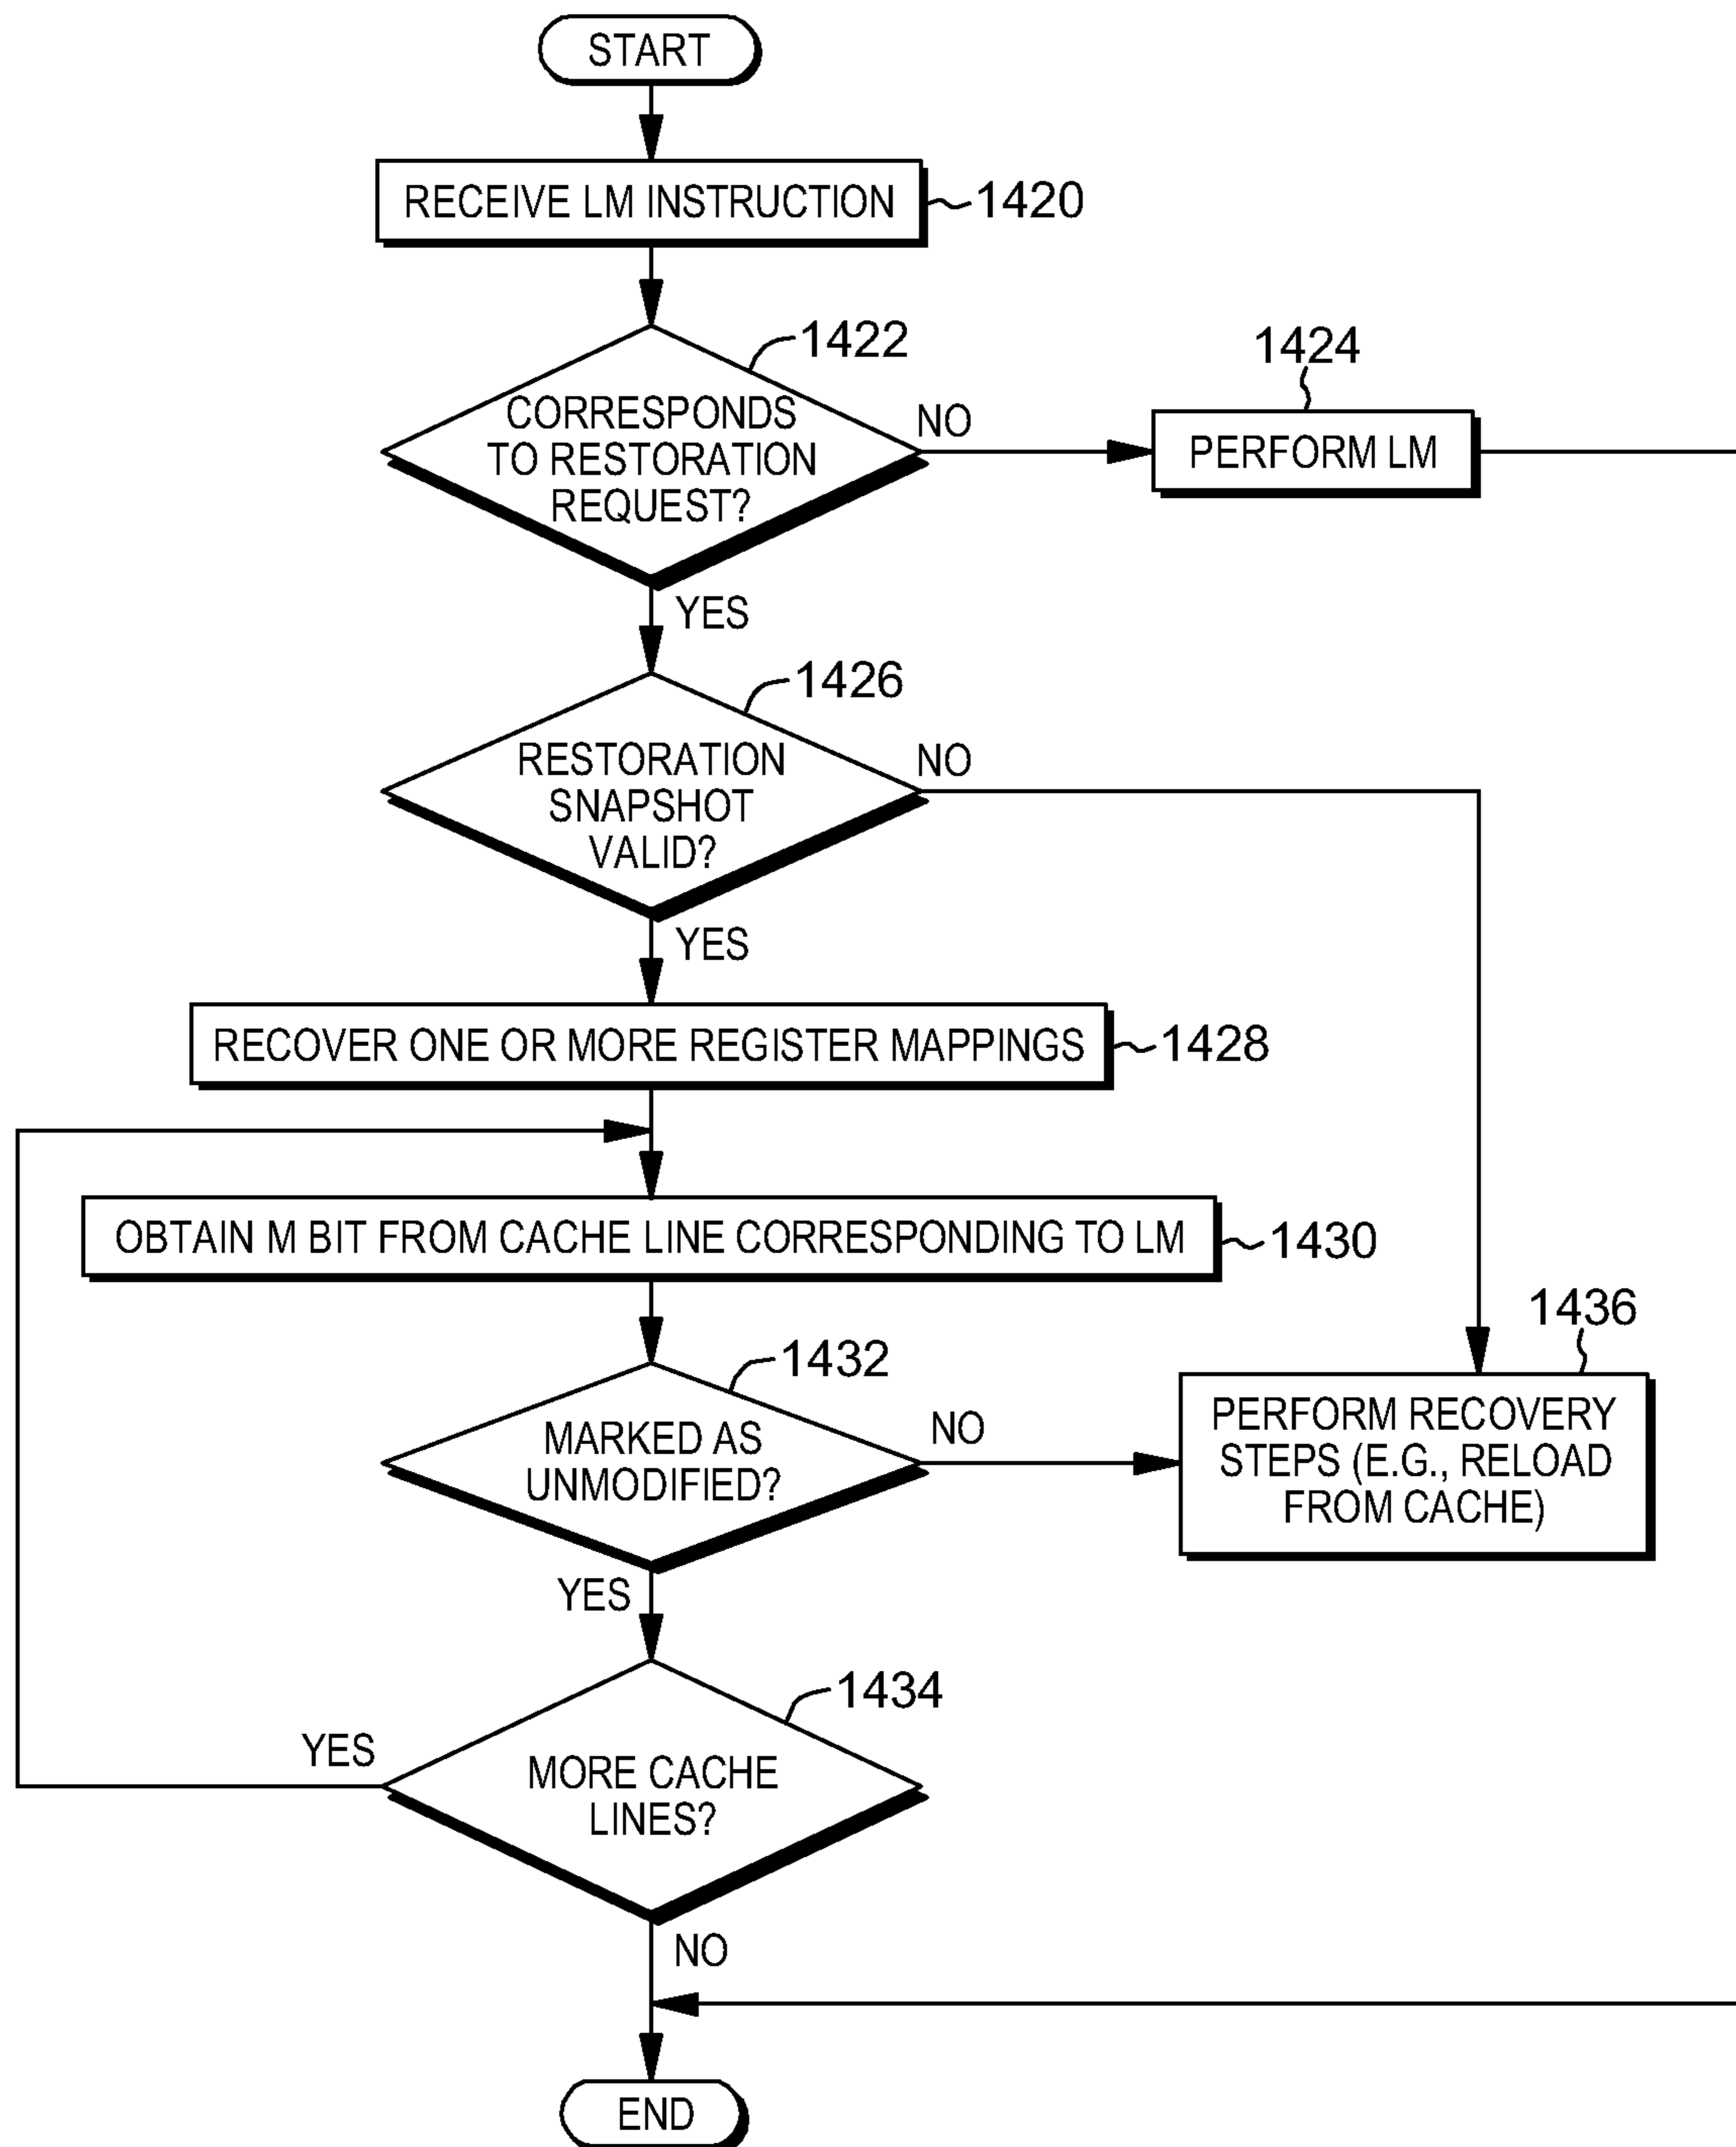 START
RECEIVE LM INSTRUCTION
1420
1422
CORRESPONDS
TO RESTORATION
REQUEST?
NO
1424
PERFORM LM
YES
1426
RESTORATION
SNAPSHOT
VALID?
NO
YES
RECOVER ONE OR MORE REGISTER MAPPINGS
1428
OBTAIN M BIT FROM CACHE LINE CORRESPONDING TO LM
1430
1432
MARKED AS
UNMODIFIED?
NO
1436
PERFORM RECOVERY
STEPS (E.G., RELOAD
FROM CACHE)
YES
1434
MORE CACHE
LINES?
YES
NO
END